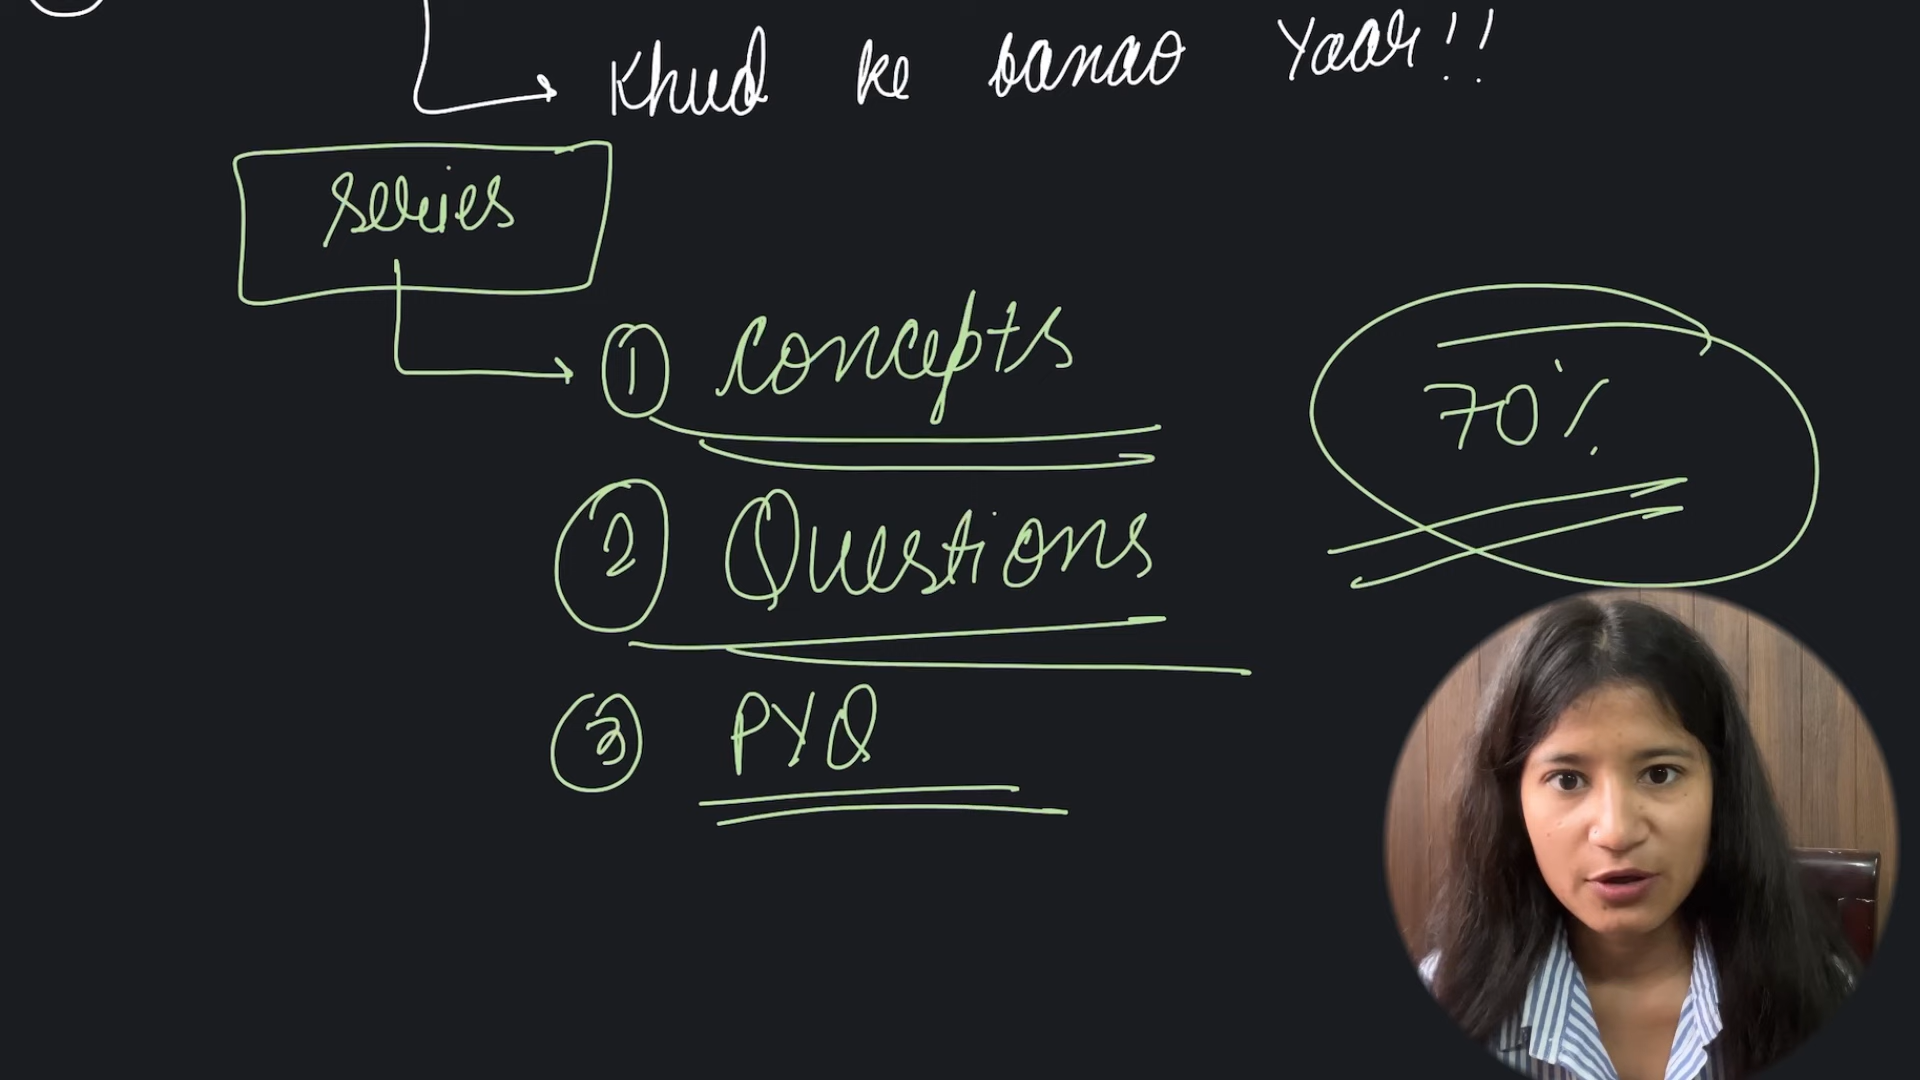 Khud ke banao Yaar!!
Series
① Concepts
70%
② Questions
③ PYQ